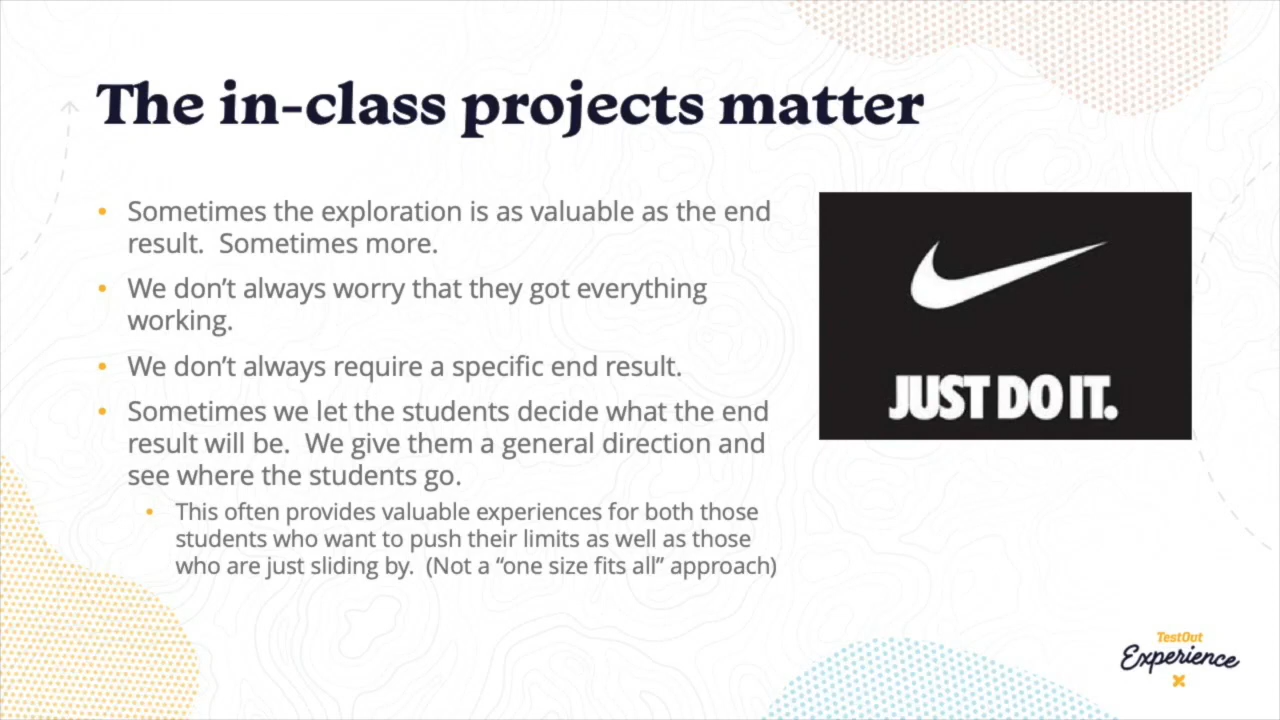 The in-class projects matter
• Sometimes the exploration is as valuable as the end
result.  Sometimes more.
• We don’t always worry that they got everything
working.
• We don’t always require a specific end result.
• Sometimes we let the students decide what the end
result will be.  We give them a general direction and
see where the students go.
• This often provides valuable experiences for both those
students who want to push their limits as well as those
who are just sliding by.  (Not a “one size fits all” approach)
JUST DO IT.
TestOut
Experience